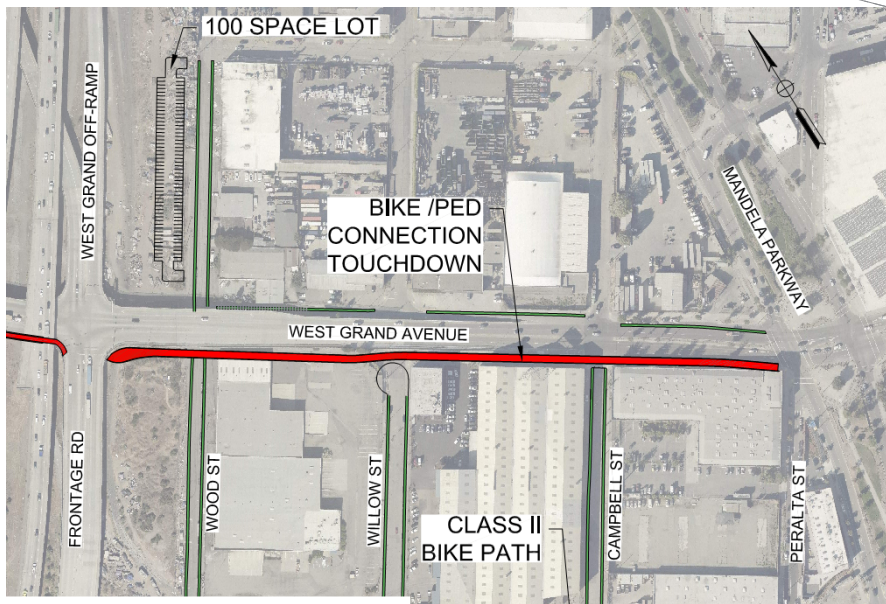 100 SPACE LOT
WEST GRAND OFF-RAMP
MANDELA PARKWAY
BIKE /PED
CONNECTION
TOUCHDOWN
WEST GRAND AVENUE
FRONTAGE RD
WOOD ST
WILLOW ST
CLASS II
BIKE PATH
CAMPBELL ST
PERALTA ST